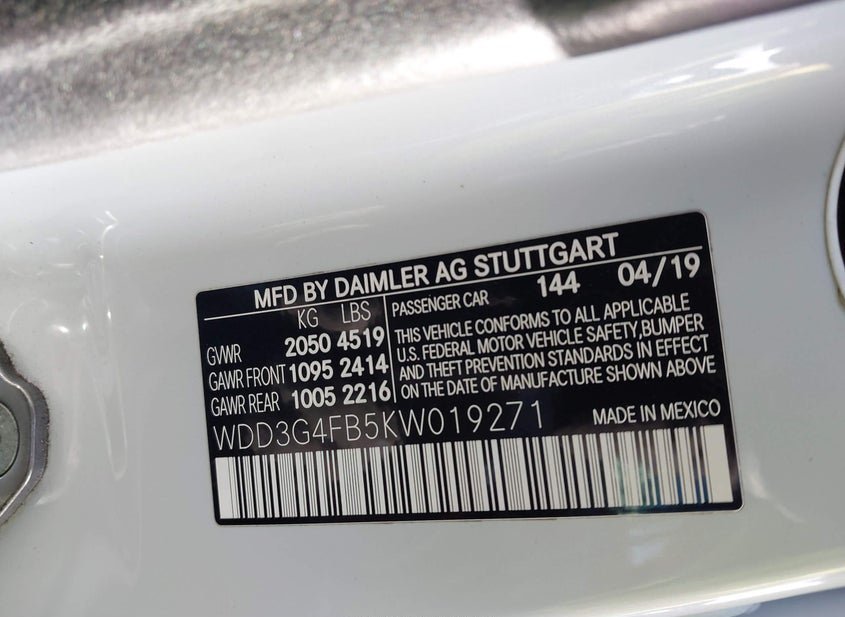 MFD BY DAIMLER AG STUTTGART
KG LBS
GVWR 2050 4519
GAWR FRONT 1095 2414
GAWR REAR 1005 2216
PASSENGER CAR 144 04/19
THIS VEHICLE CONFORMS TO ALL APPLICABLE
U.S. FEDERAL MOTOR VEHICLE SAFETY,BUMPER
AND THEFT PREVENTION STANDARDS IN EFFECT
ON THE DATE OF MANUFACTURE SHOWN ABOVE
WDD3G4FB5KW019271 MADE IN MEXICO